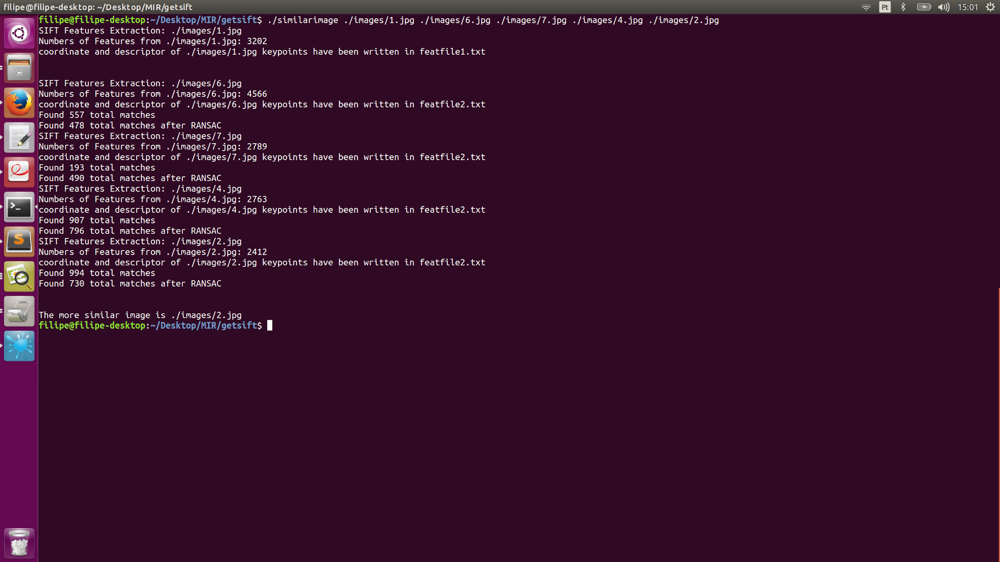 filipe@filipe-desktop: ~/Desktop/MIR/getsift
Pt
15:01
filipe@filipe-desktop:~/Desktop/MIR/getsift$ ./similarimage ./images/1.jpg ./images/6.jpg ./images/7.jpg ./images/4.jpg ./images/2.jpg
SIFT Features Extraction: ./images/1.jpg
Numbers of Features from ./images/1.jpg: 3202
coordinate and descriptor of ./images/1.jpg keypoints have been written in featfile1.txt
SIFT Features Extraction: ./images/6.jpg
Numbers of Features from ./images/6.jpg: 4566
coordinate and descriptor of ./images/6.jpg keypoints have been written in featfile2.txt
Found 557 total matches
Found 478 total matches after RANSAC
SIFT Features Extraction: ./images/7.jpg
Numbers of Features from ./images/7.jpg: 2789
coordinate and descriptor of ./images/7.jpg keypoints have been written in featfile2.txt
Found 193 total matches
Found 490 total matches after RANSAC
SIFT Features Extraction: ./images/4.jpg
Numbers of Features from ./images/4.jpg: 2763
coordinate and descriptor of ./images/4.jpg keypoints have been written in featfile2.txt
Found 907 total matches
Found 796 total matches after RANSAC
SIFT Features Extraction: ./images/2.jpg
Numbers of Features from ./images/2.jpg: 2412
coordinate and descriptor of ./images/2.jpg keypoints have been written in featfile2.txt
Found 994 total matches
Found 730 total matches after RANSAC
The more similar image is ./images/2.jpg
filipe@filipe-desktop:~/Desktop/MIR/getsift$